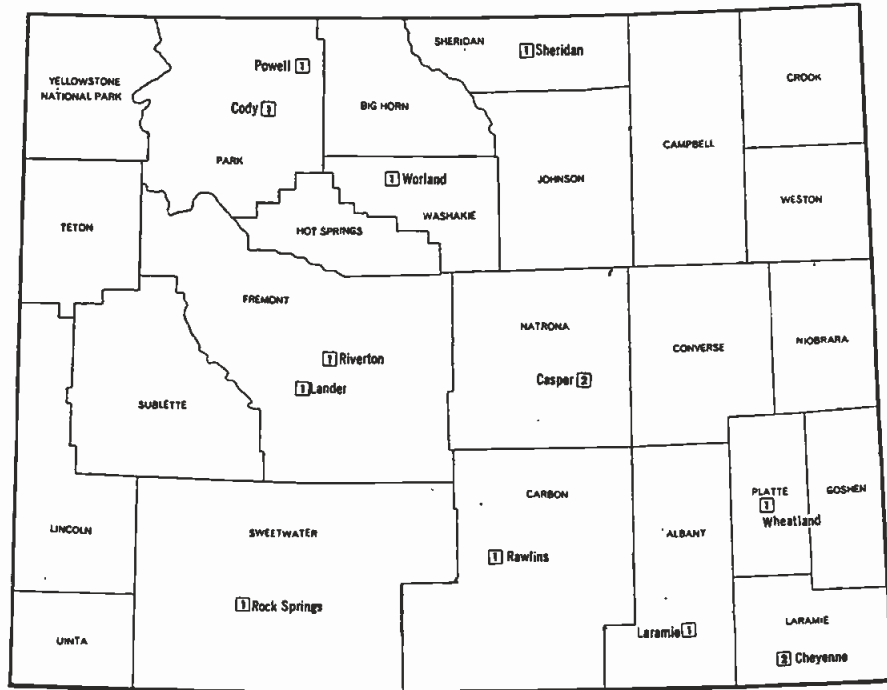 SHERIDAN
1 Sheridan
Powell 1
YELLOWSTONE
NATIONAL PARK
CROOK
Cody 1
BIG HORN
CAMPBELL
PARK
1 Worland
JOHNSON
WESTON
WASHAKIE
TETON
HOT SPRINGS
FREMONT
NATRONA
CONVERSE
NIOBRARA
1 Riverton
Casper 2
1 Lander
SUBLETTE
CARBON
PLATTE
1
Wheatland
GOSHEN
LINCOLN
SWEETWATER
ALBANT
1 Rawlins
1 Rock Springs
LARAMIE
Laramie 1
UINTA
2 Cheyenne